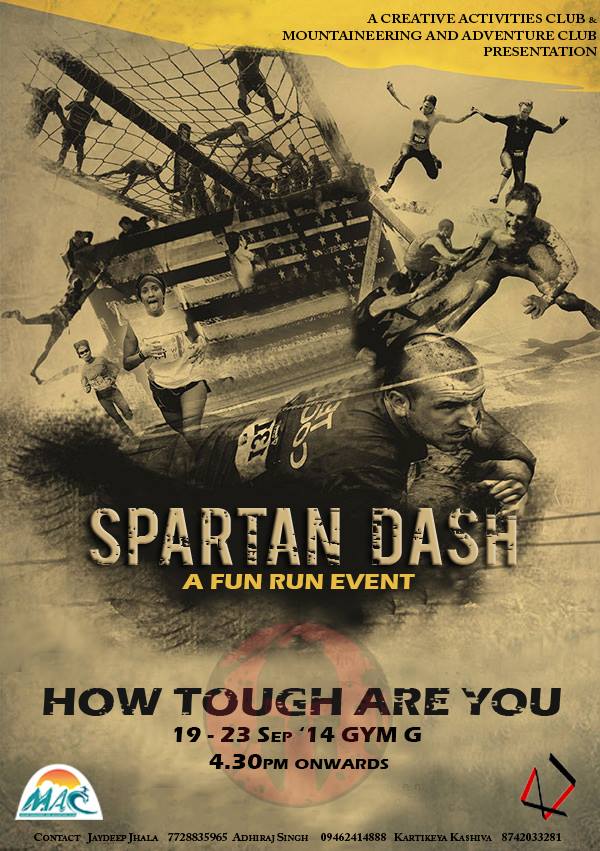 A CREATIVE ACTIVITIES CLUB &
MOUNTAINEERING AND ADVENTURE CLUB
PRESENTATION
131
SPARTAN DASH
A FUN RUN EVENT
HOW TOUGH ARE YOU
19 - 23 SEP '14 GYM G
4.30PM ONWARDS
MAC
CONTACT JAYDEEP JHALA 7728835965 ADHIRAJ SINGH 09462414888 KARTIKEYA KASHIVA 8742033281